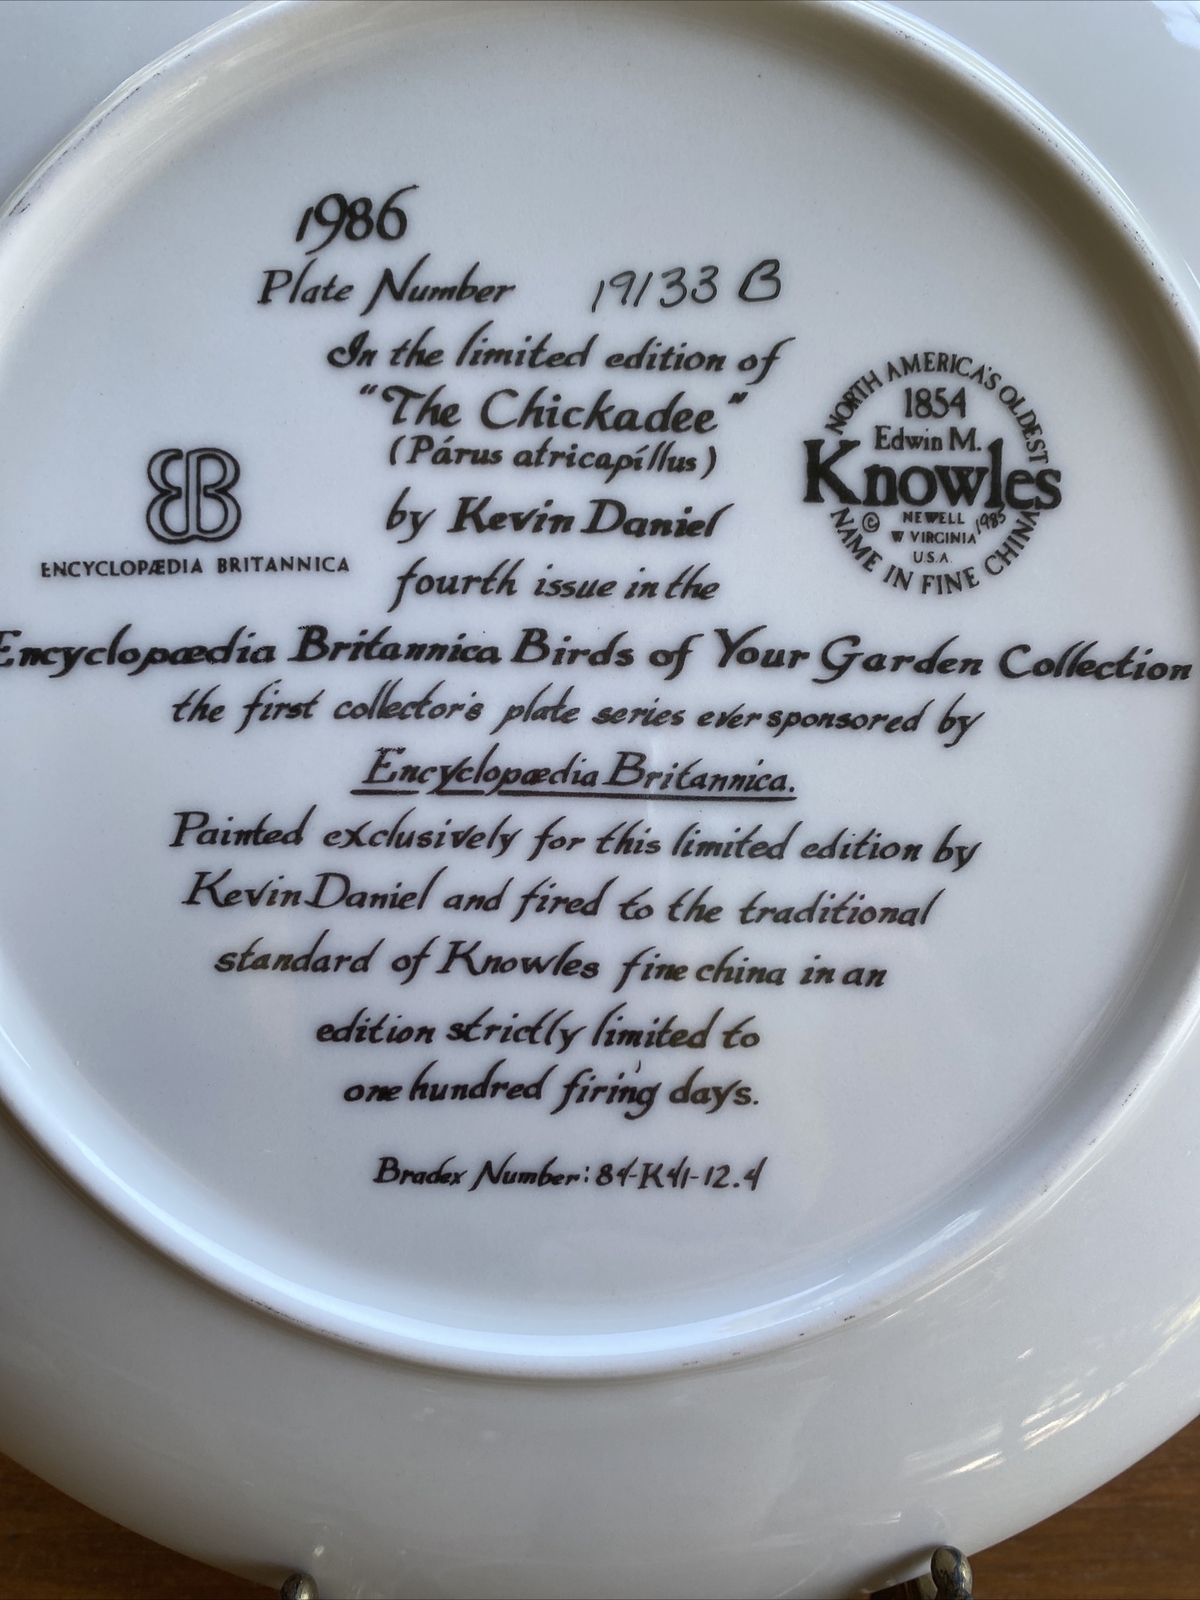 1986
Plate Number 19133 B
In the limited edition of
"The Chickadee"
(Párus atricapíllus)
by Kevin Daniel
fourth issue in the
Encyclopædia Britannica Birds of Your Garden Collection
the first collector's plate series ever sponsored by
Encyclopædia Britannica.
Painted exclusively for this limited edition by
Kevin Daniel and fired to the traditional
standard of Knowles fine china in an
edition strictly limited to
one hundred firing days.
Bradex Number: 84-K41-12.4
ENCYCLOPÆDIA BRITANNICA
NORTH AMERICA'S OLDEST
1854
Edwin M.
Knowles
© NEWELL 1985
W VIRGINIA
U.S.A.
NAME IN FINE CHINA